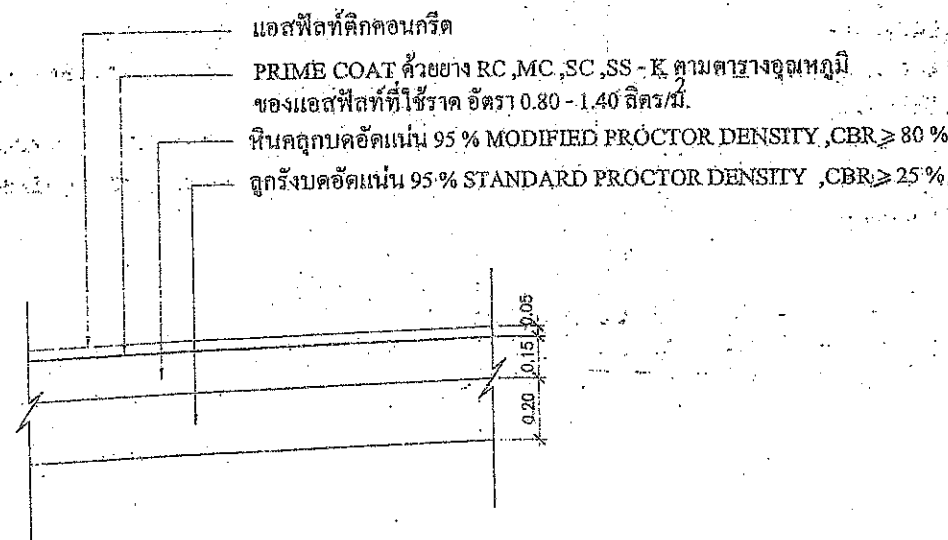 แอสฟัลท์ติกคอนกรีต
PRIME COAT ด้วยยาง RC ,MC ,SC ,SS - K ตามตารางอุณหภูมิ
ของแอสฟัลท์ที่ใช้ราด อัตรา 0.80 - 1.40 ลิตร/ม².
หินคลุกบดอัดแน่น 95 % MODIFIED PROCTOR DENSITY ,CBR ≥ 80 %
ลูกรังบดอัดแน่น 95 % STANDARD PROCTOR DENSITY ,CBR ≥ 25 %
0.05
0.15
0.20